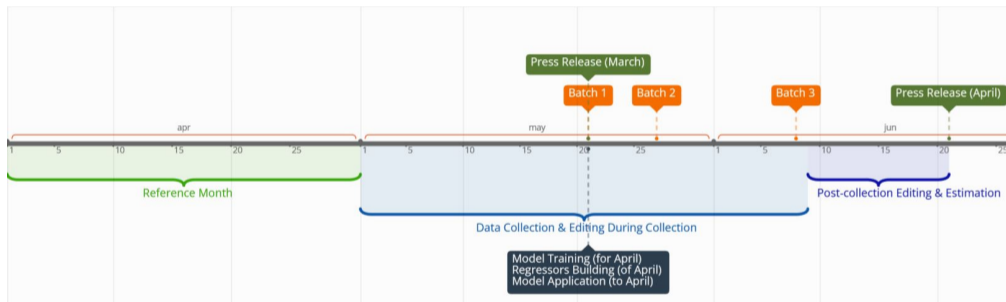 Press Release (March)
Batch 1
Batch 2
Batch 3
Press Release (April)
apr
may
jun
1 5 10 15 20 25 1 5 10 15 20 25 1 5 10 15 20 25
Reference Month
Post-collection Editing & Estimation
Data Collection & Editing During Collection
Model Training (for April)
Regressors Building (of April)
Model Application (to April)